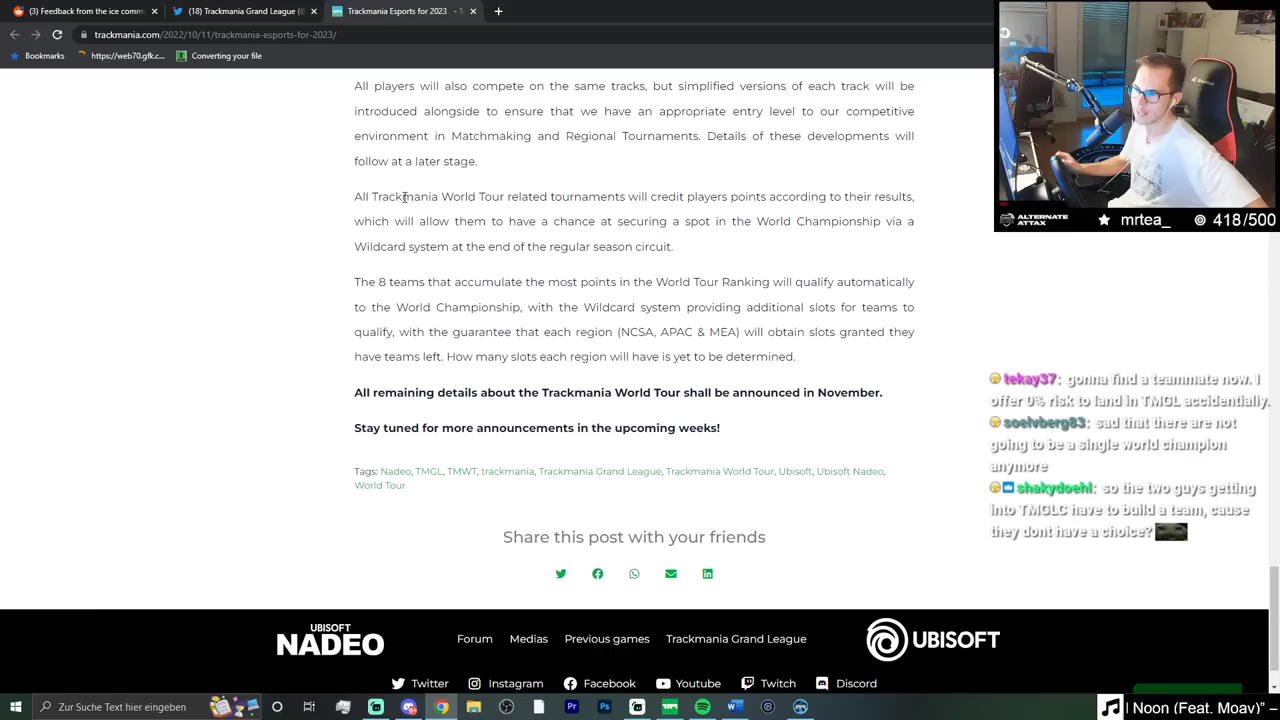 (3) Feedback from the ice comm
(18) Trackmania Grand League (
Trackmania Esports for 2023
trackmania.com/2022/10/11/trackmania-esports-for-2023/
Bookmarks
https://web70.gfk.c...
Converting your file
All players will also compete on the same tracks, but simplified versions of each track will be
introduced alongside to ensure that we have an appropriate entry level to our competitive
environment in Matchmaking and Regional Tournaments. Details of these developments will
follow at a later stage.
All Trackmania World Tour related tournaments will credit players points according to their results,
which will allow them to have a chance at securing a spot in the World Championship via a
Wildcard system at the end of the regular season circuit.
The 8 teams that accumulate the most points in the World Tour Ranking will qualify automatically
to the World Championship, with the Wildcard system providing additional slots for teams to
qualify, with the guarantee that each region (NCSA, APAC & MEA) will obtain slots granted they
have teams left. How many slots each region will have is yet to be determined.
All remaining details about the Trackmania World Tour shall be announced in November.
Stay tuned for more announcements in the upcoming weeks!
Tags: Nadeo, TMGL, TMWT, trackmania, Trackmania Grand League, Trackmania World Tour, Ubisoft, Ubisoft Nadeo,
World Tour
Share this post with your friends
UBISOFT
NADEO
Forum Medias Previous games Trackmania Grand League
UBISOFT
Twitter Instagram Facebook Youtube Twitch Discord
ALTERNATE
ATTAX
mrtea_
418/500
tekay37: gonna find a teammate now. I
offer 0% risk to land in TMGL accidentially.
soelvberg83: sad that there are not
going to be a single world champion
anymore
shakydoehl: so the two guys getting
into TMGLC have to build a team, cause
they dont have a choice?
Zur Suche Text hier eingeben
Noon (Feat. Moav)" –